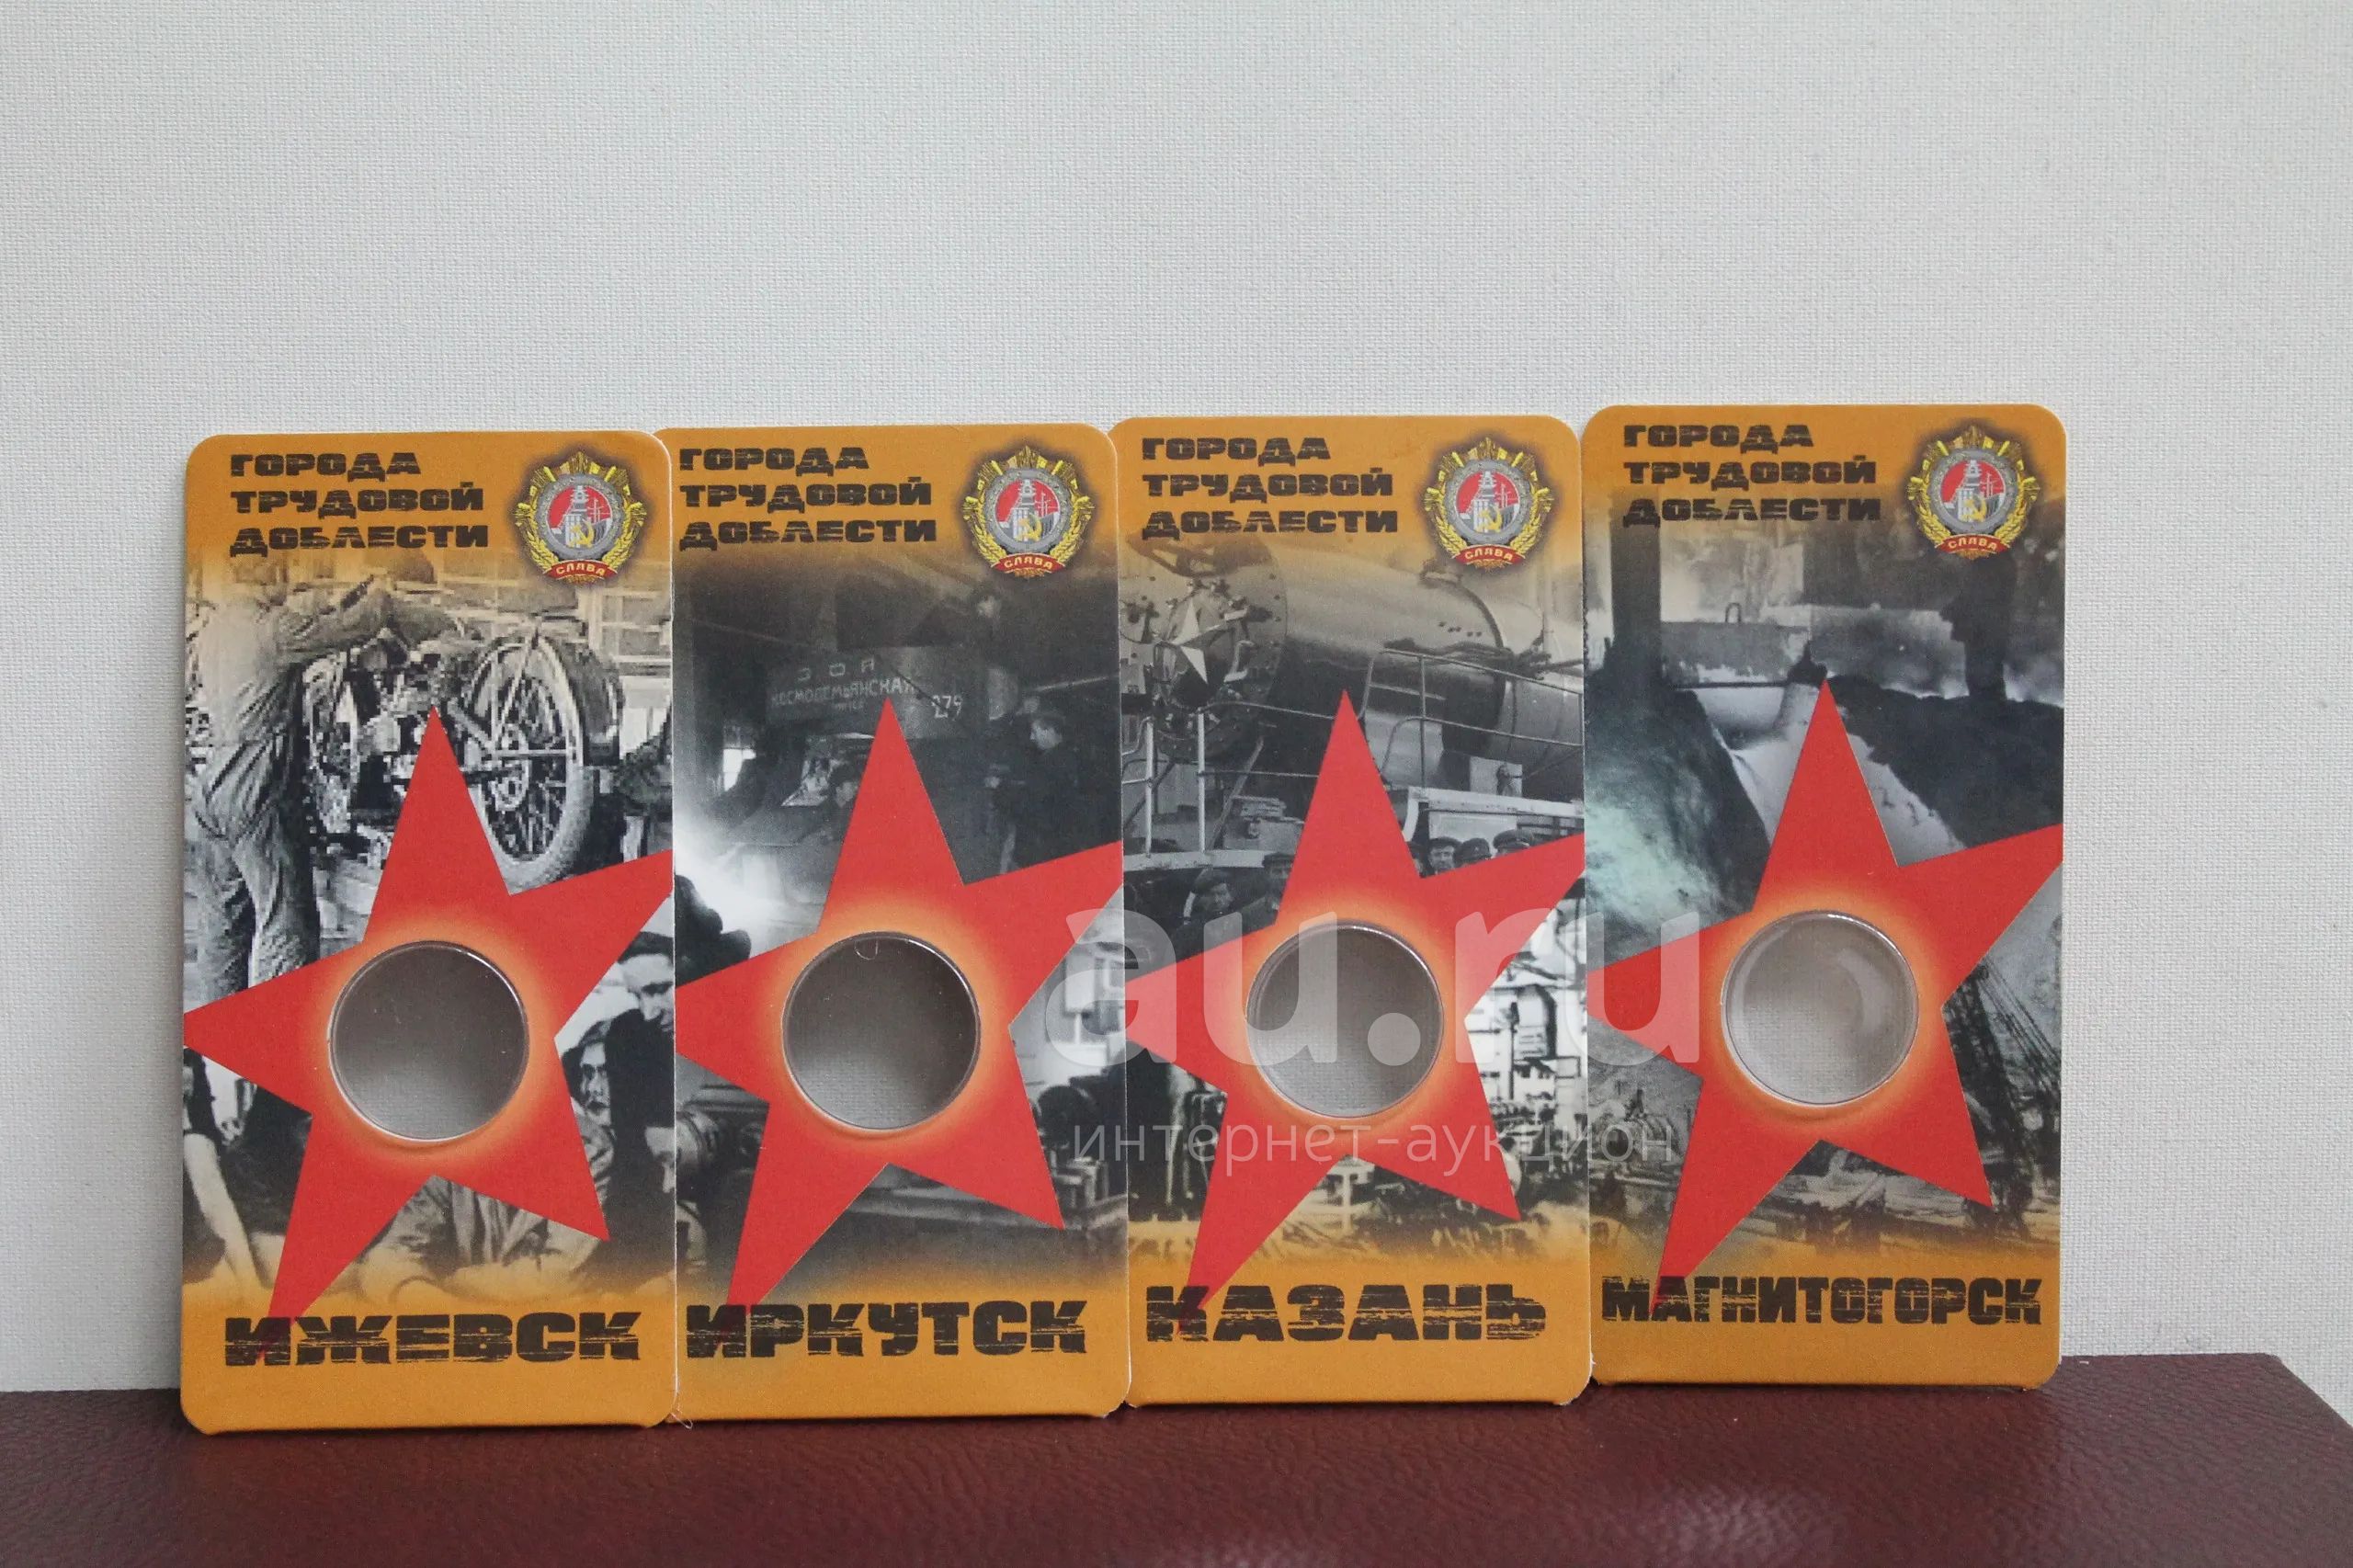 ГОРОДА
ТРУДОВОЙ
ДОБЛЕСТИ
СЛАВА
ИЖЕВСК
ГОРОДА
ТРУДОВОЙ
ДОБЛЕСТИ
СЛАВА
ЗОЯ
КОСМОДЕМЬЯНСКАЯ
279
ИРКУТСК
ГОРОДА
ТРУДОВОЙ
ДОБЛЕСТИ
СЛАВА
КАЗАНЬ
ГОРОДА
ТРУДОВОЙ
ДОБЛЕСТИ
СЛАВА
МАГНИТОГОРСК
au.ru
интернет-аукцион